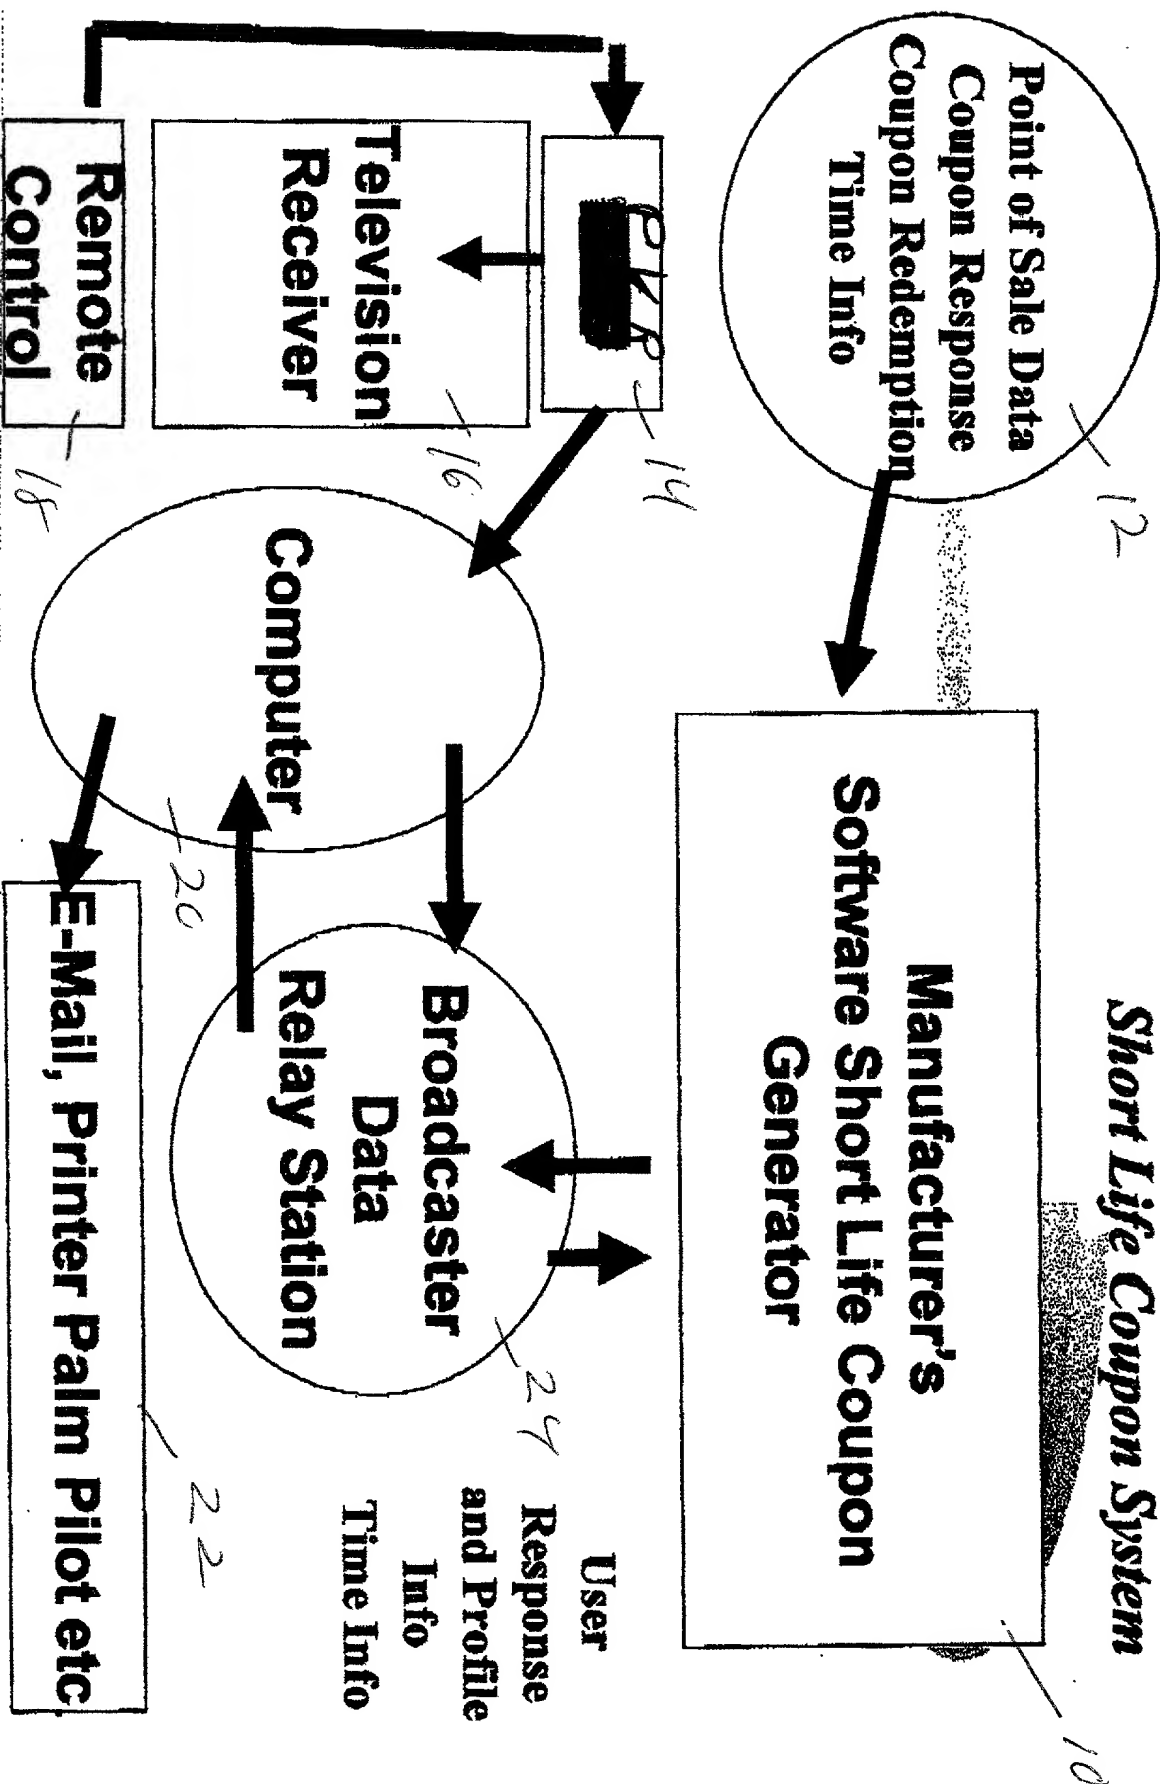 Short Life Coupon System
10
Point of Sale Data
Coupon Response
Coupon Redemption
Time Info
12
Manufacturer's
Software Short Life Coupon
Generator
14
Television
Receiver
16
Remote
Control
18
Computer
20
Broadcaster
Data
Relay Station
24
User
Response
and Profile
Info
Time Info
E-Mail, Printer Palm Pilot etc
22